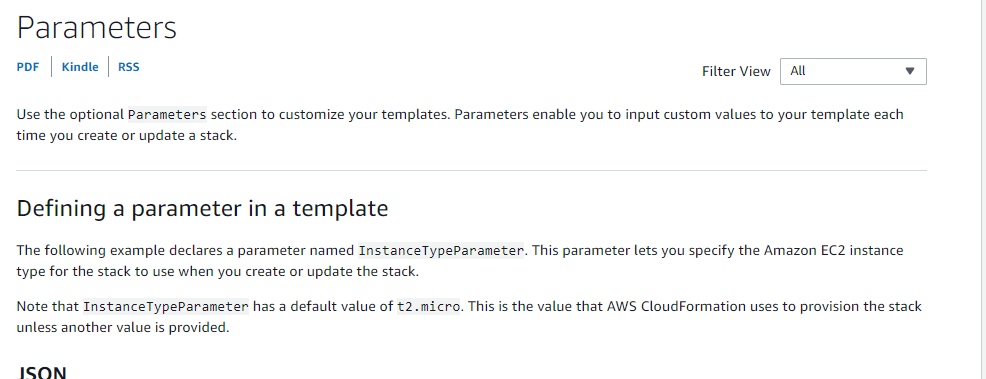 Parameters
PDF Kindle RSS
Filter View All
Use the optional Parameters section to customize your templates. Parameters enable you to input custom values to your template each
time you create or update a stack.
Defining a parameter in a template
The following example declares a parameter named InstanceTypeParameter. This parameter lets you specify the Amazon EC2 instance
type for the stack to use when you create or update the stack.
Note that InstanceTypeParameter has a default value of t2.micro. This is the value that AWS CloudFormation uses to provision the stack
unless another value is provided.
JSON